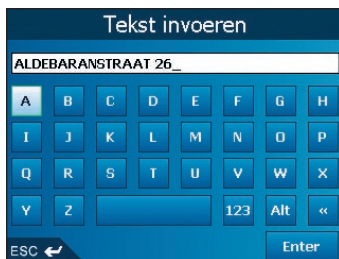 Tekst invoeren
ALDEBARANSTRAAT 26_
A B C D E F G H
I J K L M N O P
Q R S T U V W X
Y Z 123 Alt «
ESC Enter